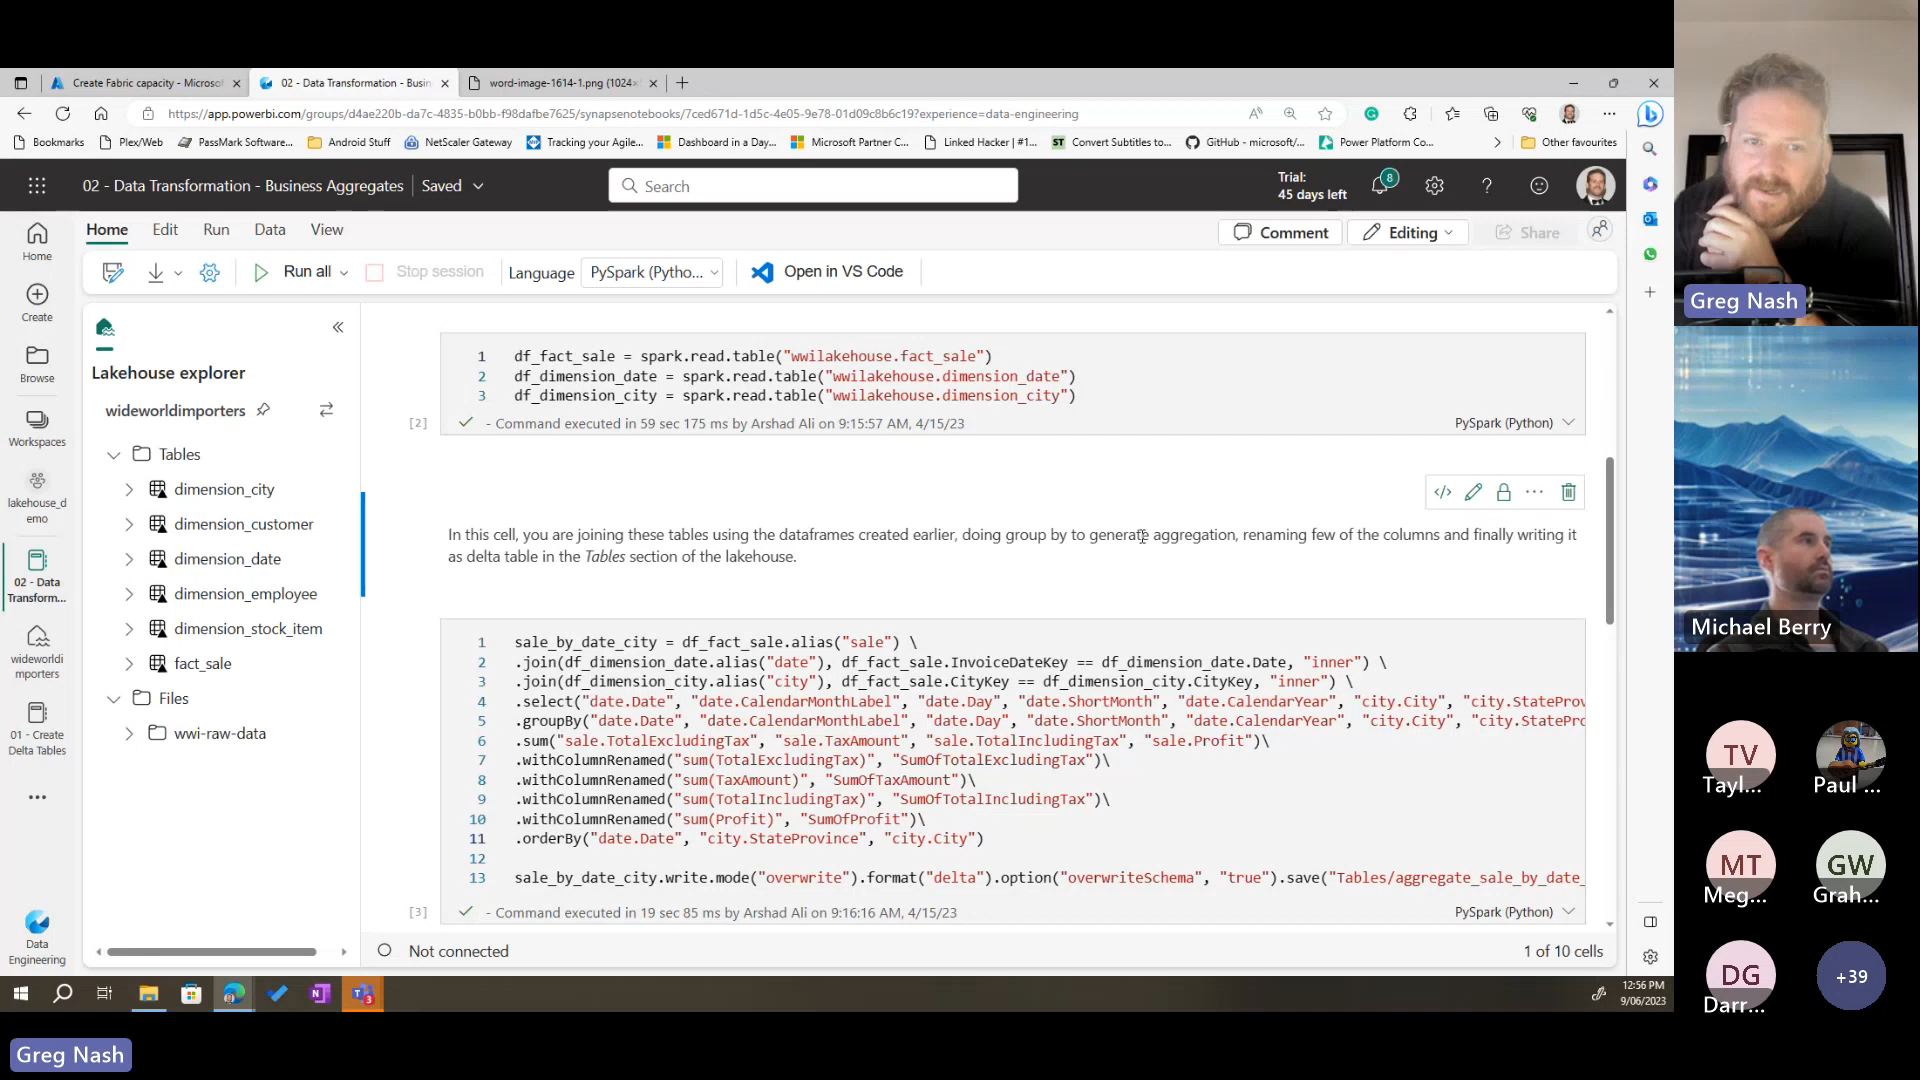 Create Fabric capacity - Microso
02 - Data Transformation - Busin
word-image-1614-1.png (1024×
https://app.powerbi.com/groups/d4ae220b-da7c-4835-b0bb-f98dafbe7625/synapsenotebooks/7ced671d-1d5c-4e05-9e78-01d09c8b6c19?experience=data-engineering
Bookmarks
Plex/Web
PassMark Software...
Android Stuff
NetScaler Gateway
Tracking your Agile...
Dashboard in a Day...
Microsoft Partner C...
Linked Hacker | #1...
ST Convert Subtitles to...
GitHub - microsoft/...
Power Platform Co...
Other favourites
02 - Data Transformation - Business Aggregates
Saved
Search
Trial:
45 days left
8
Home
Edit
Run
Data
View
Comment
Editing
Share
Run all
Stop session
Language
PySpark (Pytho...
Open in VS Code
Home
Create
Browse
Workspaces
lakehouse_d
emo
02 - Data
Transform...
wideworldi
mporters
01 - Create
Delta Tables
Data
Engineering
Lakehouse explorer
wideworldimporters
Tables
dimension_city
dimension_customer
dimension_date
dimension_employee
dimension_stock_item
fact_sale
Files
wwi-raw-data
1 df_fact_sale = spark.read.table("wwilakehouse.fact_sale")
2 df_dimension_date = spark.read.table("wwilakehouse.dimension_date")
3 df_dimension_city = spark.read.table("wwilakehouse.dimension_city")
[2] - Command executed in 59 sec 175 ms by Arshad Ali on 9:15:57 AM, 4/15/23
PySpark (Python)
In this cell, you are joining these tables using the dataframes created earlier, doing group by to generate aggregation, renaming few of the columns and finally writing it
as delta table in the Tables section of the lakehouse.
1 sale_by_date_city = df_fact_sale.alias("sale") \
2 .join(df_dimension_date.alias("date"), df_fact_sale.InvoiceDateKey == df_dimension_date.Date, "inner") \
3 .join(df_dimension_city.alias("city"), df_fact_sale.CityKey == df_dimension_city.CityKey, "inner") \
4 .select("date.Date", "date.CalendarMonthLabel", "date.Day", "date.ShortMonth", "date.CalendarYear", "city.City", "city.StateProv
5 .groupBy("date.Date", "date.CalendarMonthLabel", "date.Day", "date.ShortMonth", "date.CalendarYear", "city.City", "city.StatePro
6 .sum("sale.TotalExcludingTax", "sale.TaxAmount", "sale.TotalIncludingTax", "sale.Profit")\
7 .withColumnRenamed("sum(TotalExcludingTax)", "SumOfTotalExcludingTax")\
8 .withColumnRenamed("sum(TaxAmount)", "SumOfTaxAmount")\
9 .withColumnRenamed("sum(TotalIncludingTax)", "SumOfTotalIncludingTax")\
10 .withColumnRenamed("sum(Profit)", "SumOfProfit")\
11 .orderBy("date.Date", "city.StateProvince", "city.City")
12
13 sale_by_date_city.write.mode("overwrite").format("delta").option("overwriteSchema", "true").save("Tables/aggregate_sale_by_date_
[3] - Command executed in 19 sec 85 ms by Arshad Ali on 9:16:16 AM, 4/15/23
PySpark (Python)
Not connected
1 of 10 cells
12:56 PM
9/06/2023
Greg Nash
Michael Berry
TV
Tayl...
Paul ...
MT
Meg...
GW
Grah...
DG
Darr...
+39
Greg Nash